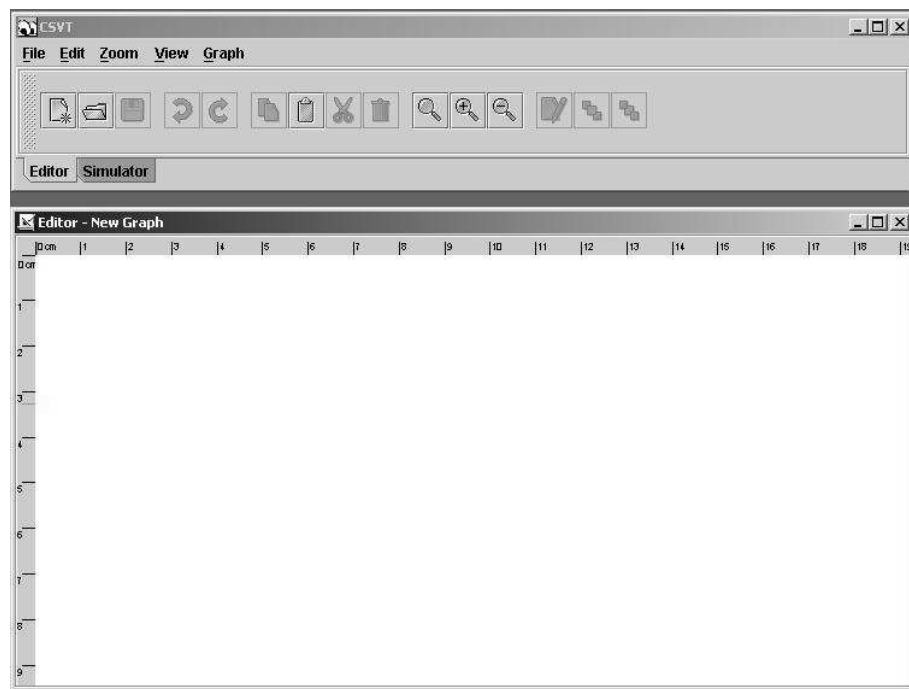 CSVT
File Edit Zoom View Graph
Editor Simulator
Editor - New Graph
0 cm 1 2 3 4 5 6 7 8 9 10 11 12 13 14 15 16 17 18 19
0 cm
1
2
3
4
5
6
7
8
9